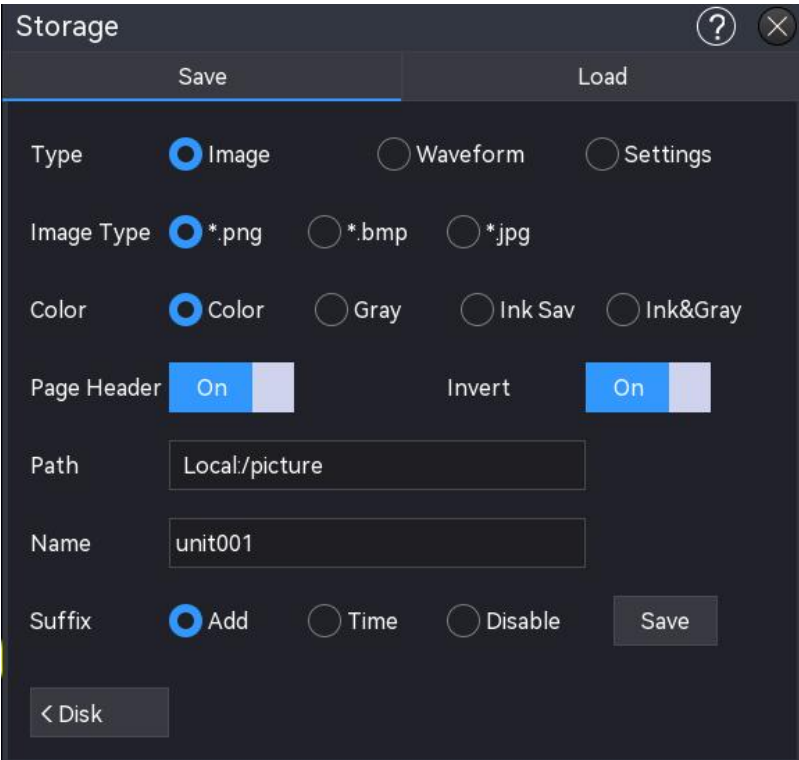 Storage ?
Save Load
Type Image Waveform Settings
Image Type *.png *.bmp *.jpg
Color Color Gray Ink Sav Ink&Gray
Page Header On Invert On
Path Local:/picture
Name unit001
Suffix Add Time Disable Save
< Disk